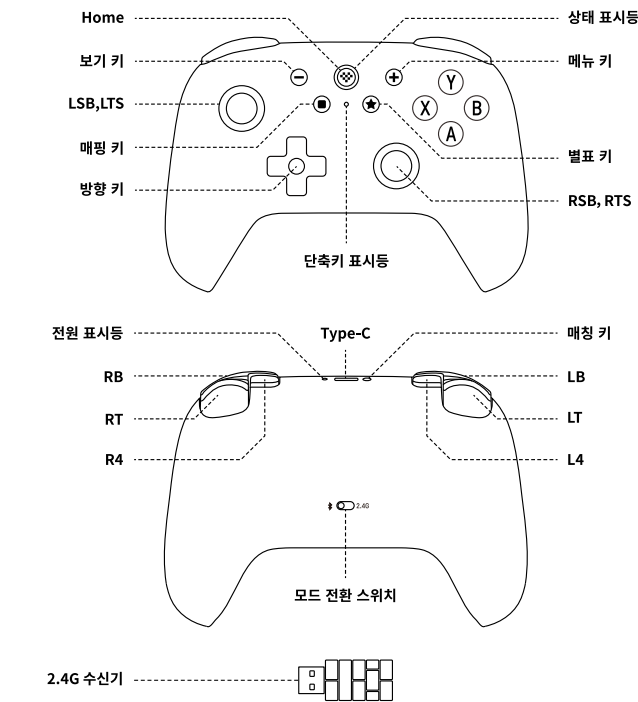 Home
상태 표시등
보기 키
메뉴 키
Y
LSB,LTS
X
B
A
매핑 키
별표 키
방향 키
RSB, RTS
단축키 표시등
전원 표시등
Type-C
매칭 키
RB
LB
RT
LT
R4
L4
2.4G
모드 전환 스위치
2.4G 수신기